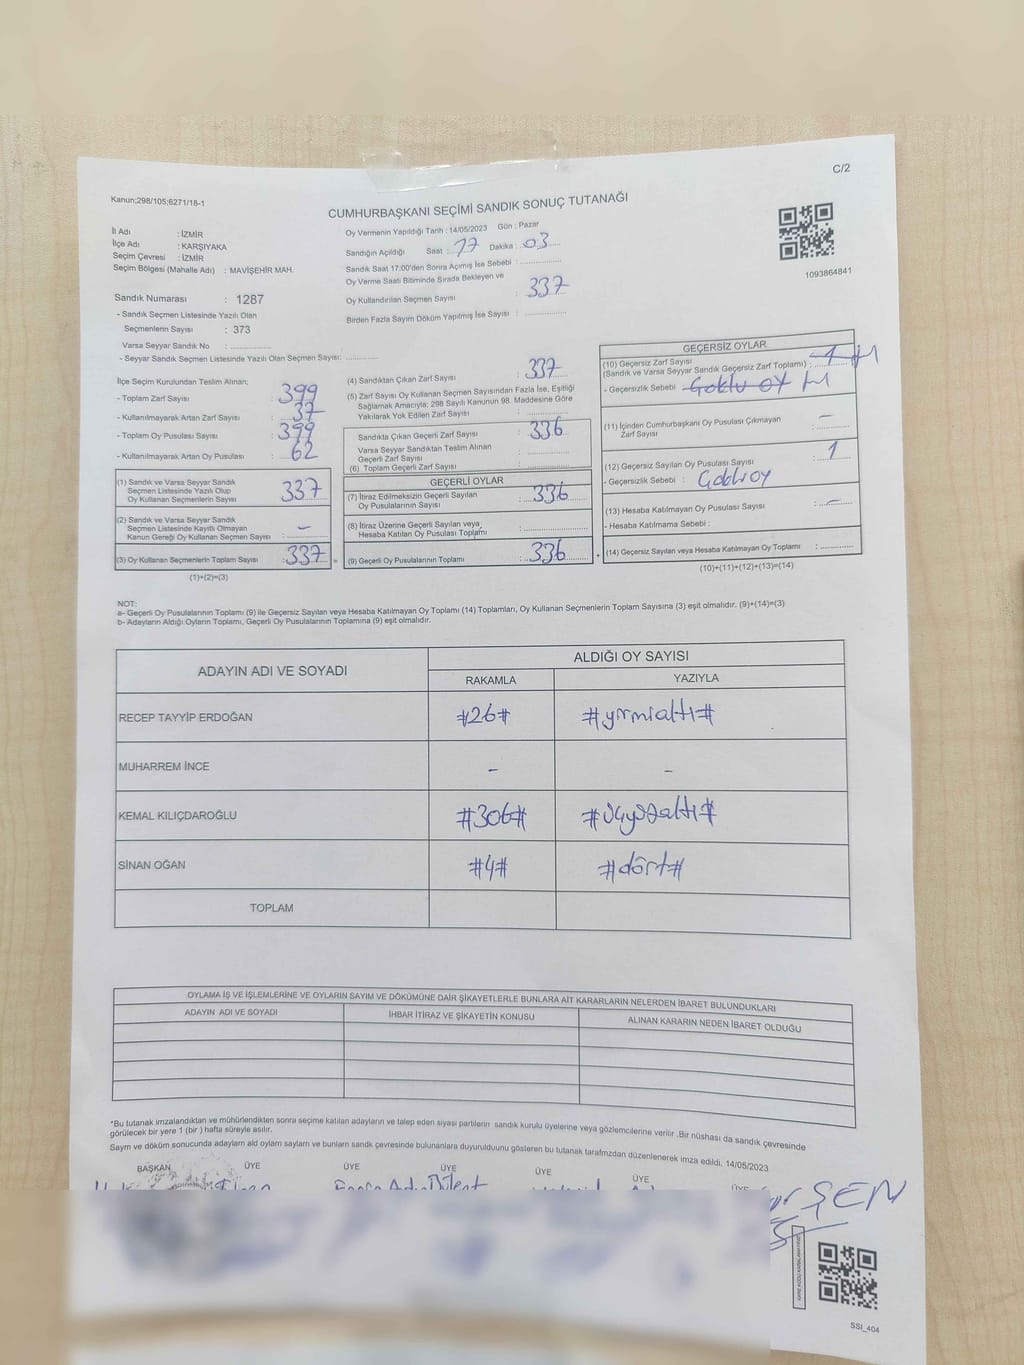 C/2
Kanun;298/105;6271/18-1
CUMHURBAŞKANI SEÇİMİ SANDIK SONUÇ TUTANAĞI
İl Adı : İZMİR
İlçe Adı : KARŞIYAKA
Seçim Çevresi : İZMİR
Seçim Bölgesi (Mahalle Adı) : MAVİŞEHİR MAH.
Sandık Numarası : 1287
- Sandık Seçmen Listesinde Yazılı Olan
Seçmenlerin Sayısı : 373
Varsa Seyyar Sandık No : ....................
- Seyyar Sandık Seçmen Listesinde Yazılı Olan Seçmen Sayısı: ...............
Oy Vermenin Yapıldığı Tarih : 14/05/2023 Gün : Pazar
Sandığın Açıldığı Saat : 17 Dakika : 03
Sandık Saat 17:00'den Sonra Açımış İse Sebebi : ....................
Oy Verme Saati Bitiminde Sırada Bekleyen ve
Oy Kullandırılan Seçmen Sayısı : 337
Birden Fazla Sayım Döküm Yapılmış İse Sayısı : ....................
1093864841
İlçe Seçim Kurulundan Teslim Alınan;
- Toplam Zarf Sayısı : 399
- Kullanılmayarak Artan Zarf Sayısı : 37
- Toplam Oy Pusulası Sayısı : 399
- Kullanılmayarak Artan Oy Pusulası : 62
(1) Sandık ve Varsa Seyyar Sandık
Seçmen Listesinde Yazılı Olup
Oy Kullanan Seçmenlerin Sayısı : 337
(2) Sandık ve Varsa Seyyar Sandık
Seçmen Listesinde Kayıtlı Olmayan
Kanun Gereği Oy Kullanan Seçmen Sayısı : –
(3) Oy Kullanan Seçmenlerin Toplam Sayısı : 337 =
(1)+(2)=(3)
(4) Sandıktan Çıkan Zarf Sayısı : 337
(5) Zarf Sayısı Oy Kullanan Seçmen Sayısından Fazla İse, Eşitliği
Sağlamak Amacıyla; 298 Sayılı Kanunun 98. Maddesine Göre
Yakılarak Yok Edilen Zarf Sayısı : ....................
Sandıkta Çıkan Geçerli Zarf Sayısı : 336
Varsa Seyyar Sandıktan Teslim Alınan
Geçerli Zarf Sayısı : ....................
(6) Toplam Geçerli Zarf Sayısı : ....................
GEÇERLİ OYLAR
(7) İtiraz Edilmeksizin Geçerli Sayılan
Oy Pusulalarının Sayısı : 336
(8) İtiraz Üzerine Geçerli Sayılan veya
Hesaba Katılan Oy Pusulası Toplamı : ....................
(9) Geçerli Oy Pusulalarının Toplamı : 336 +
GEÇERSİZ OYLAR
(10) Geçersiz Zarf Sayısı
(Sandık ve Varsa Seyyar Sandık Geçersiz Zarf Toplamı) : 1
- Geçersizlik Sebebi : Goklu oy
(11) İçinden Cumhurbaşkanı Oy Pusulası Çıkmayan
Zarf Sayısı : –
(12) Geçersiz Sayılan Oy Pusulası Sayısı : 1
- Geçersizlik Sebebi : Goklu oy
(13) Hesaba Katılmayan Oy Pusulası Sayısı : –
- Hesaba Katılmama Sebebi :
(14) Geçersiz Sayılan veya Hesaba Katılmayan Oy Toplamı : ............
(10)+(11)+(12)+(13)=(14)
NOT:
a- Geçerli Oy Pusulalarının Toplamı (9) ile Geçersiz Sayılan veya Hesaba Katılmayan Oy Toplamı (14) Toplamları, Oy Kullanan Seçmenlerin Toplam Sayısına (3) eşit olmalıdır. (9)+(14)=(3)
b- Adayların Aldığı Oyların Toplamı, Geçerli Oy Pusulalarının Toplamına (9) eşit olmalıdır.
ADAYIN ADI VE SOYADI ALDIĞI OY SAYISI
RAKAMLA YAZIYLA
RECEP TAYYİP ERDOĞAN #26# #yirmialtı#
MUHARREM İNCE – –
KEMAL KILIÇDAROĞLU #306# #üçyüzaltı#
SİNAN OĞAN #4# #dört#
TOPLAM
OYLAMA İŞ VE İŞLEMLERİNE VE OYLARIN SAYIM VE DÖKÜMÜNE DAİR ŞİKAYETLERLE BUNLARA AİT KARARLARIN NELERDEN İBARET BULUNDUKLARI
ADAYIN ADI VE SOYADI İHBAR İTİRAZ VE ŞİKAYETİN KONUSU ALINAN KARARIN NEDEN İBARET OLDUĞU
*Bu tutanak imzalandıktan ve mühürlendikten sonra seçime katılan adayların ve talep eden siyasi partilerin sandık kurulu üyelerine veya gözlemcilerine verilir .Bir nüshası da sandık çevresinde
görülecek bir yere 1 (bir ) hafta süreyle asılır.
Sayım ve döküm sonucunda adayların aldı oyların sayıları ve bunların sandık çevresinde bulunanlara duyurulduunu gösteren bu tutanak tarafımızdan düzenlenerek imza edildi. 14/05/2023
BAŞKAN ÜYE ÜYE ÜYE ÜYE ÜYE ÜYE
Bülent
ŞEN
SSI_404